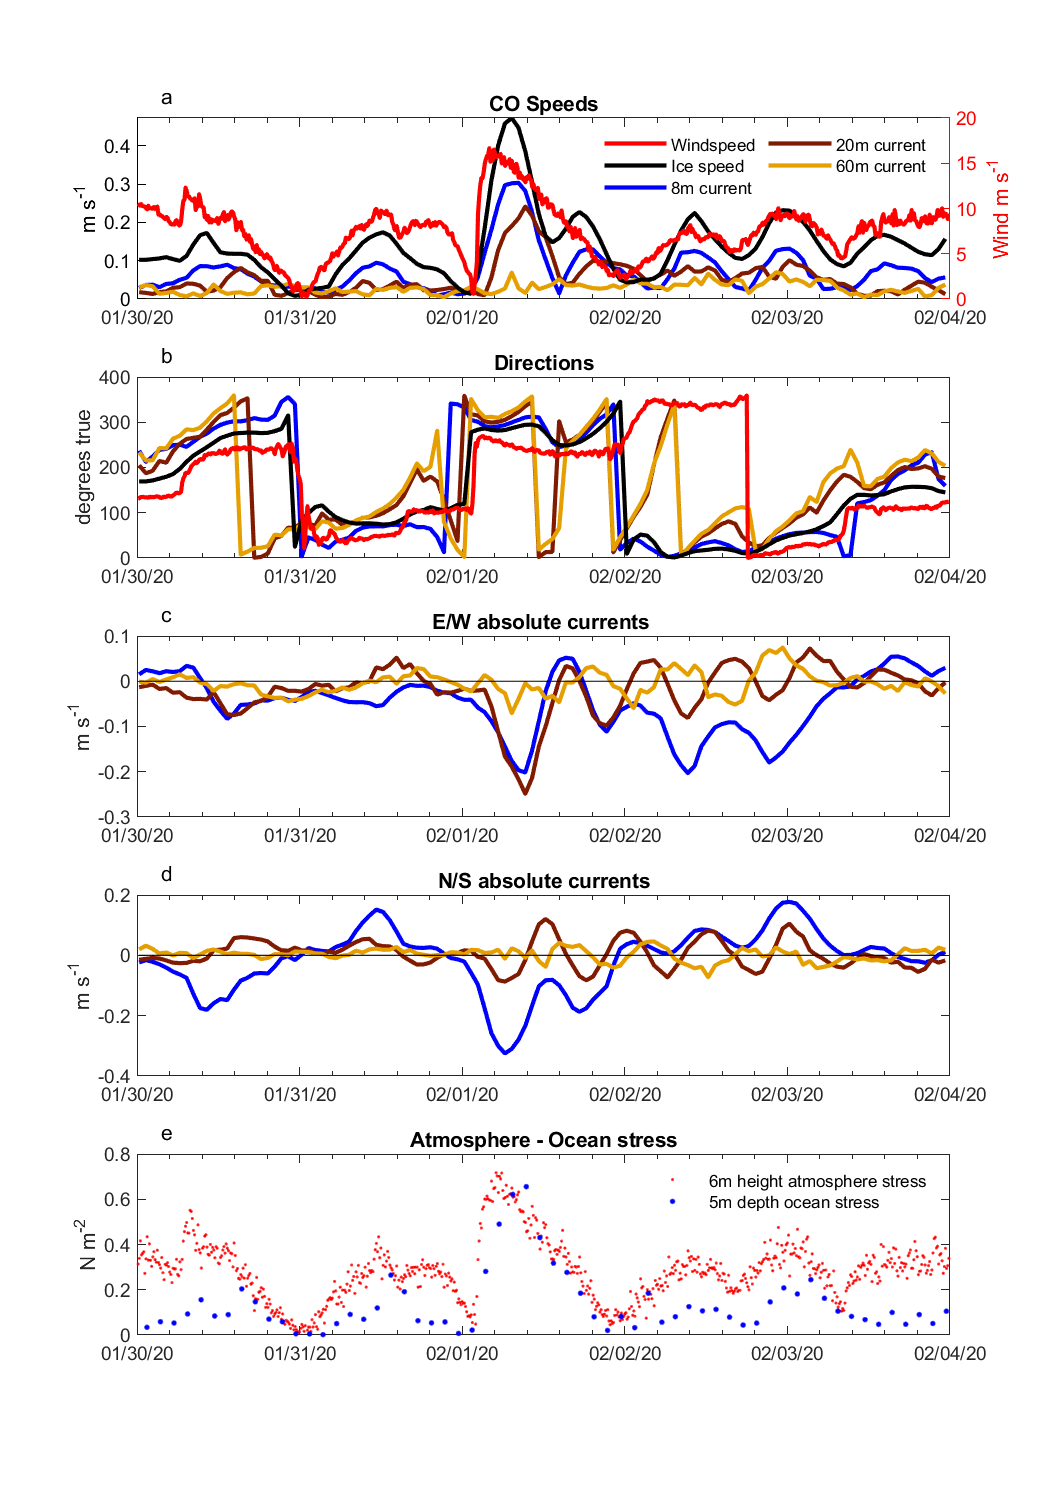 a
CO Speeds
m s-1
0.4
0.3
0.2
0.1
0
Windspeed
Ice speed
8m current
20m current
60m current
20
15
10
5
0
Wind m s-1
01/30/20 01/31/20 02/01/20 02/02/20 02/03/20 02/04/20
b
Directions
degrees true
400
300
200
100
0
01/30/20 01/31/20 02/01/20 02/02/20 02/03/20 02/04/20
c
E/W absolute currents
m s-1
0.1
0
-0.1
-0.2
-0.3
01/30/20 01/31/20 02/01/20 02/02/20 02/03/20 02/04/20
d
N/S absolute currents
m s-1
0.2
0
-0.2
-0.4
01/30/20 01/31/20 02/01/20 02/02/20 02/03/20 02/04/20
e
Atmosphere - Ocean stress
N m-2
0.8
0.6
0.4
0.2
0
6m height atmosphere stress
5m depth ocean stress
01/30/20 01/31/20 02/01/20 02/02/20 02/03/20 02/04/20